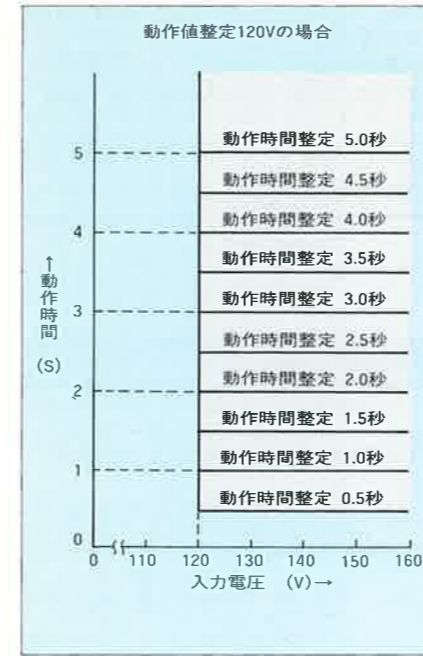 動作値整定120Vの場合
動作時間整定 5.0秒
5
動作時間整定 4.5秒
動作時間整定 4.0秒
4
動作時間整定 3.5秒
↑動作時間 (S)
動作時間整定 3.0秒
3
動作時間整定 2.5秒
動作時間整定 2.0秒
2
動作時間整定 1.5秒
動作時間整定 1.0秒
1
動作時間整定 0.5秒
0
0 110 120 130 140 150 160
入力電圧 (V)→